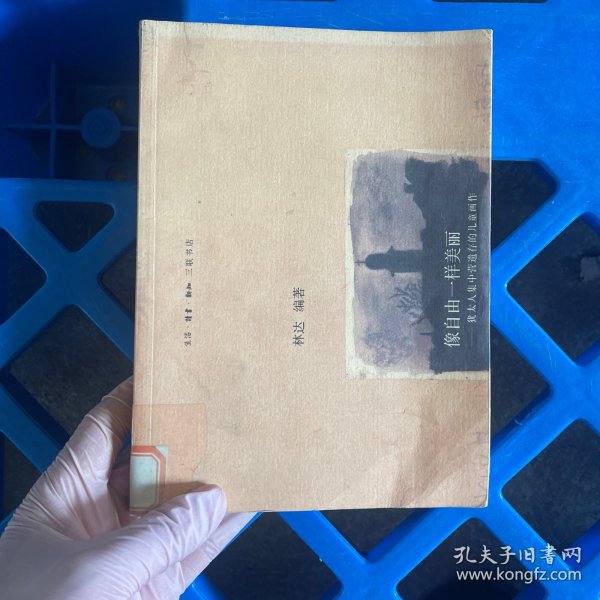 像自由一样美丽
犹太人集中营遗存的儿童画作
林达 编著
生活 读书 新知 三联书店
孔夫子旧书网
www.kongfz.com